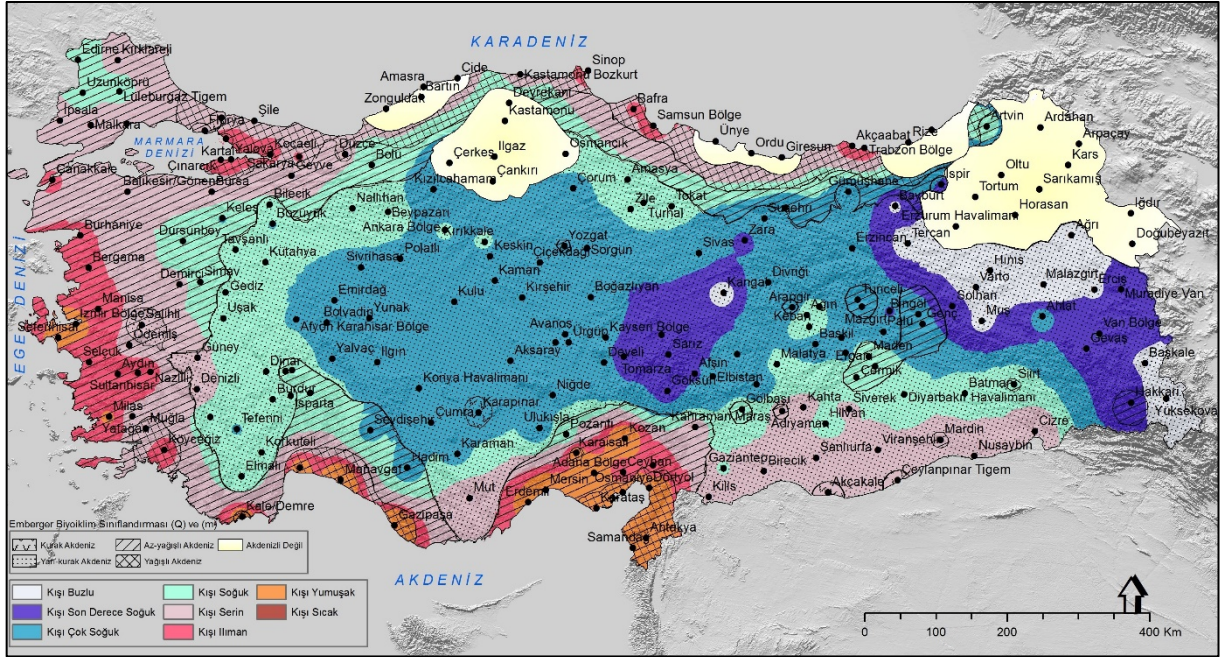 KARADENİZ
Edirne Kırklareli
Uzunköprü
Lüleburgaz Tigem
İpsala
Malkara
Florya
Şile
MARMARA
DENİZİ
Kartal
Yalova
Kocaeli
Çınarcık
Sakarya
Geyve
Çanakkale
Balıkesir/Gönen
Bursa
Amasra
Bartın
Zonguldak
Cide
Kastamonu Bozkurt
Sinop
Devrekani
Kastamonu
Bafra
Samsun Bölge
Ünye
Ordu
Giresun
Akçaabat
Trabzon Bölge
Rize
Artvin
Ardahan
Arpaçay
Kars
Düzce
Bolu
Ilgaz
Çerkeş
Çankırı
Osmancık
Kızılcahamam
Çorum
Amasya
Tokat
Zile
Turhal
Gümüşhane
Bayburt
İspir
Oltu
Tortum
Sarıkamış
Horasan
Erzurum Havalimanı
Tercan
Iğdır
Ağrı
Doğubeyazıt
Bilecik
Bozüyük
Keles
Nallıhan
Beypazarı
Ankara Bölge
Kırıkkale
Polatlı
Keskin
Çiçekdağı
Yozgat
Sorgun
Sivas
Zara
Suşehri
Erzincan
Burhaniye
Dursunbey
Tavşanlı
Kütahya
Sivrihisar
Kaman
Kırşehir
Boğazlıyan
Kangal
Divriği
Hınıs
Varto
Malazgirt
Erciş
Muradiye Van
Bergama
Demirci
Simav
Gediz
Emirdağ
Yunak
Kulu
Arapgir
Ağın
Keban
Tunceli
Mazgirt
Bingöl
Palu
Genç
Solhan
Muş
Ahlat
Van Bölge
Gevaş
Başkale
Manisa
İzmir Bölge
Salihli
Seferihisar
Ödemiş
Uşak
Bolvadin
Afyon Karahisar Bölge
Yalvaç
Ilgın
Aksaray
Avanos
Ürgüp
Kayseri Bölge
Sarız
Develi
Tomarza
Afşin
Göksun
Elbistan
Malatya
Baskil
Ergani
Maden
Çermik
Siirt
Batman
Hakkari
Yüksekova
EGE DENİZİ
Selçuk
Aydın
Sultanhisar
Nazilli
Güney
Denizli
Dinar
Burdur
Isparta
Konya Havalimanı
Niğde
Karapınar
Çumra
Ulukışla
Pozantı
Kahraman Maraş
Gölbaşı
Kahta
Adıyaman
Hilvan
Siverek
Diyarbakır
Havalimanı
Cizre
Milas
Yatağan
Muğla
Köyceğiz
Tefenni
Korkuteli
Elmalı
Seydişehir
Hadim
Karaman
Manavgat
Karaisalı
Kozan
Adana Bölge
Ceyhan
Mersin
Osmaniye
Dörtyol
Karataş
Erdemli
Mut
Gaziantep
Birecik
Kilis
Şanlıurfa
Viranşehir
Mardin
Nusaybin
Ceylanpınar Tigem
Akçakale
Kale/Demre
Gazipaşa
Antakya
Samandağ
AKDENİZ
Emberger Biyoiklim Sınıflandırması (Q) ve (m)
Kurak Akdeniz
Az-yağışlı Akdeniz
Akdenizli Değil
Yarı-kurak Akdeniz
Yağışlı Akdeniz
Kışı Buzlu
Kışı Soğuk
Kışı Yumuşak
Kışı Son Derece Soğuk
Kışı Serin
Kışı Sıcak
Kışı Çok Soğuk
Kışı Ilıman
0 50 100 200 300 400 Km